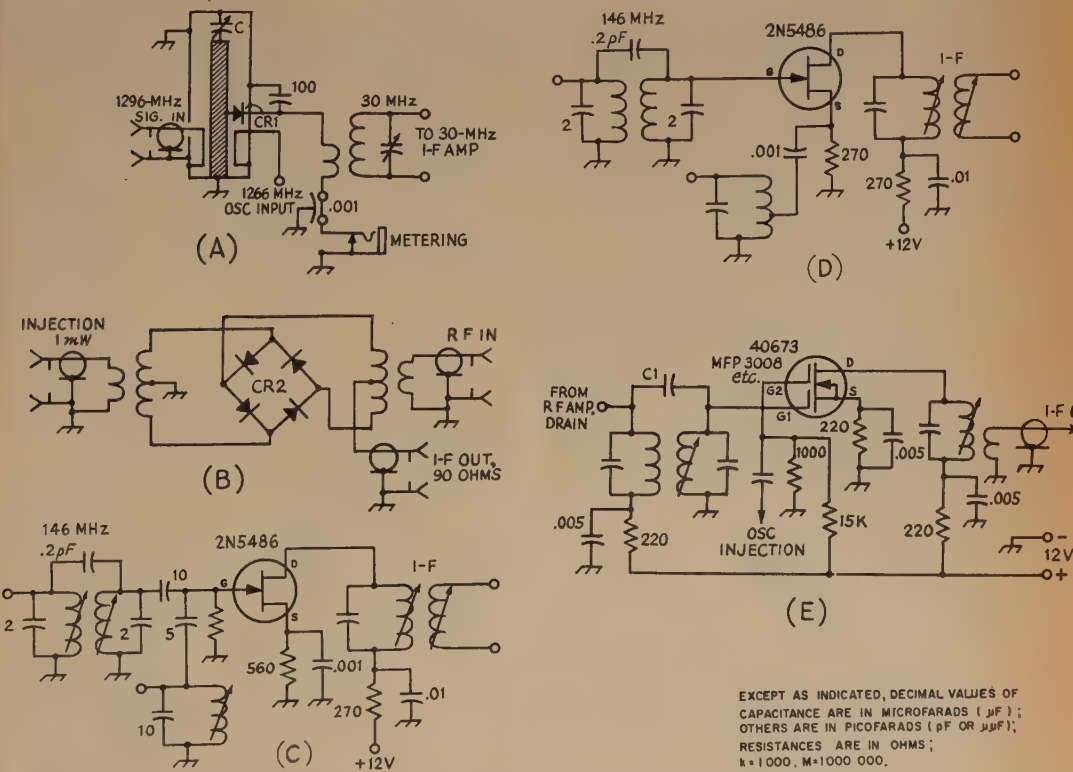 C
100
1296-MHz
SIG. IN
CR1
30 MHz
TO 30-MHz
I-F AMP
1266 MHz
OSC INPUT
.001
METERING
(A)
INJECTION
1 mW
CR2
RF IN
I-F OUT,
90 OHMS
(B)
146 MHz
.2pF
2
2
10
5
10
2N5486
G
D
S
560
.001
270
.01
+12V
I-F
(C)
146 MHz
.2pF
2
2
2N5486
G
D
S
.001
270
270
.01
+12V
I-F
(D)
FROM
RF AMP.
DRAIN
C1
40673
MFP3008
etc.
G2
G1
D
S
220
.005
1000
15K
OSC
INJECTION
.005
220
220
.005
I-F
12V
-
+
(E)
EXCEPT AS INDICATED, DECIMAL VALUES OF
CAPACITANCE ARE IN MICROFARADS ( µF ) ;
OTHERS ARE IN PICOFARADS ( pF OR µµF);
RESISTANCES ARE IN OHMS ;
k=1000, M=1000 000.